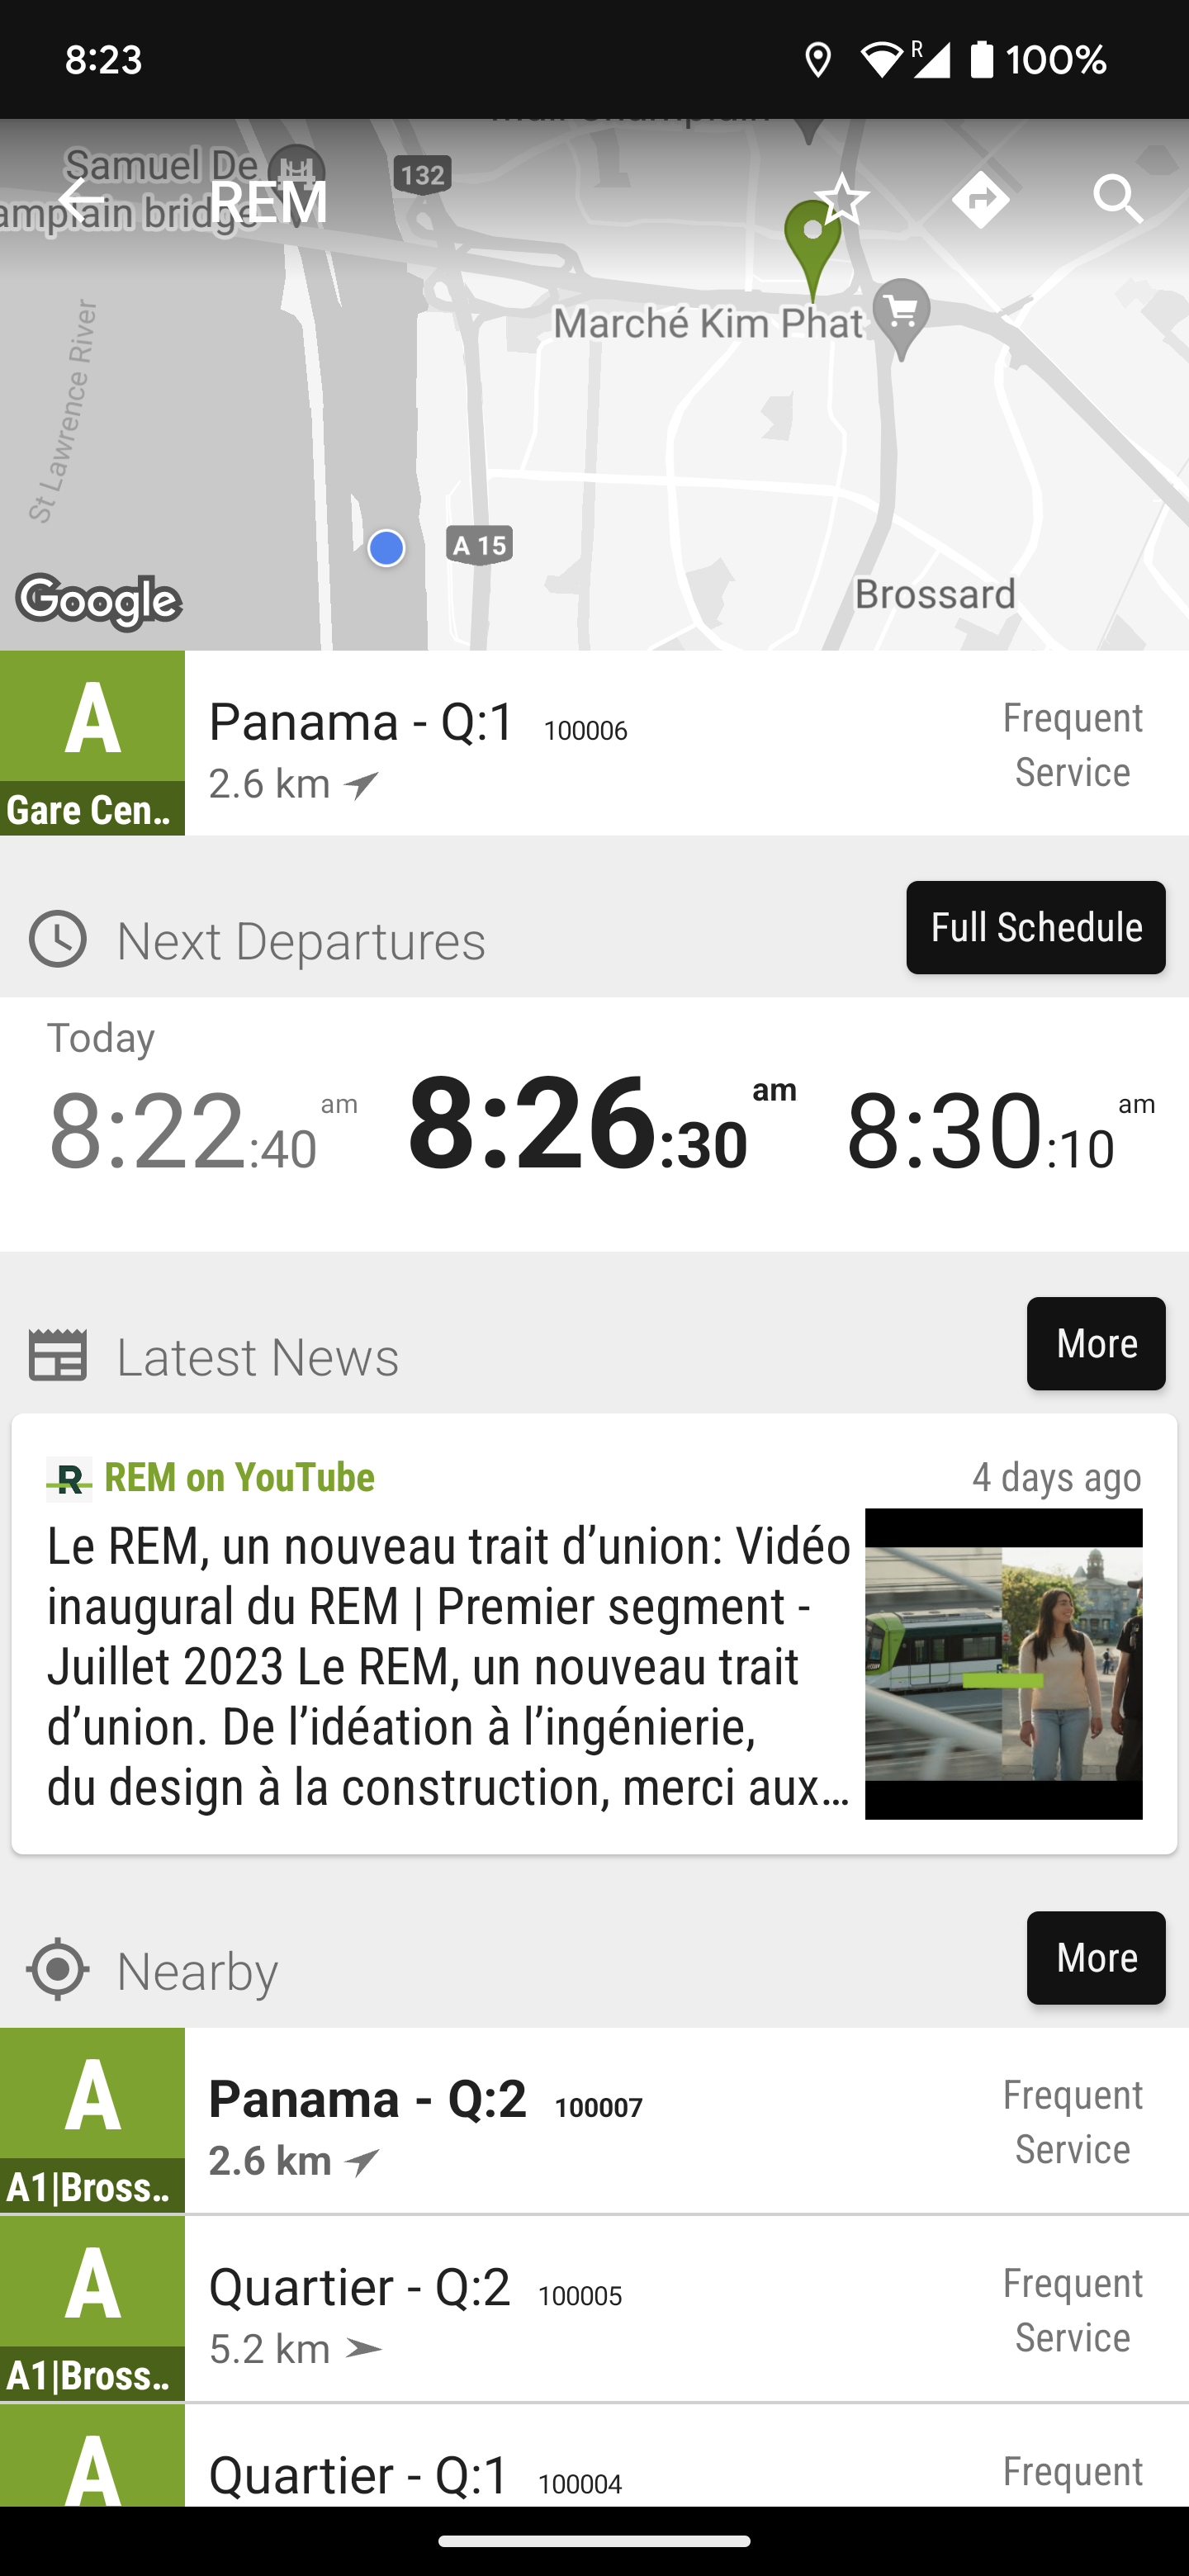 8:23
R
100%
Samuel De
amplain bridge
REM
132
St Lawrence River
Marché Kim Phat
A 15
Brossard
Google
A
Gare Cen..
Panama - Q:1 100006
2.6 km
Frequent
Service
Next Departures
Full Schedule
Today
8:22:40 am
8:26:30 am
8:30:10 am
Latest News
More
R
REM on YouTube
4 days ago
Le REM, un nouveau trait d’union: Vidéo
inaugural du REM | Premier segment -
Juillet 2023 Le REM, un nouveau trait
d’union. De l’idéation à l’ingénierie,
du design à la construction, merci aux…
Nearby
More
A
A1|Bross..
Panama - Q:2 100007
2.6 km
Frequent
Service
A
A1|Bross..
Quartier - Q:2 100005
5.2 km
Frequent
Service
A
Quartier - Q:1 100004
Frequent